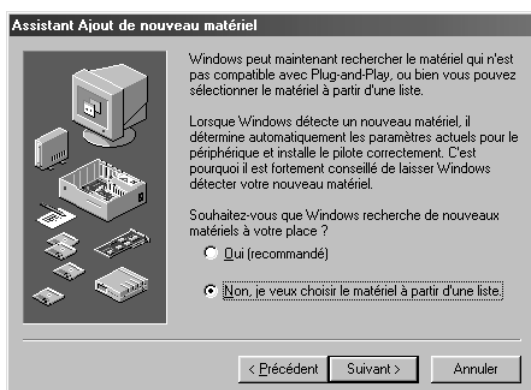 Assistant Ajout de nouveau matériel
Windows peut maintenant rechercher le matériel qui n'est
pas compatible avec Plug-and-Play, ou bien vous pouvez
sélectionner le matériel à partir d'une liste.
Lorsque Windows détecte un nouveau matériel, il
détermine automatiquement les paramètres actuels pour le
périphérique et installe le pilote correctement. C'est
pourquoi il est fortement conseillé de laisser Windows
détecter votre nouveau matériel.
Souhaitez-vous que Windows recherche de nouveaux
matériels à votre place ?
Oui (recommandé)
Non, je veux choisir le matériel à partir d'une liste.
< Précédent Suivant > Annuler